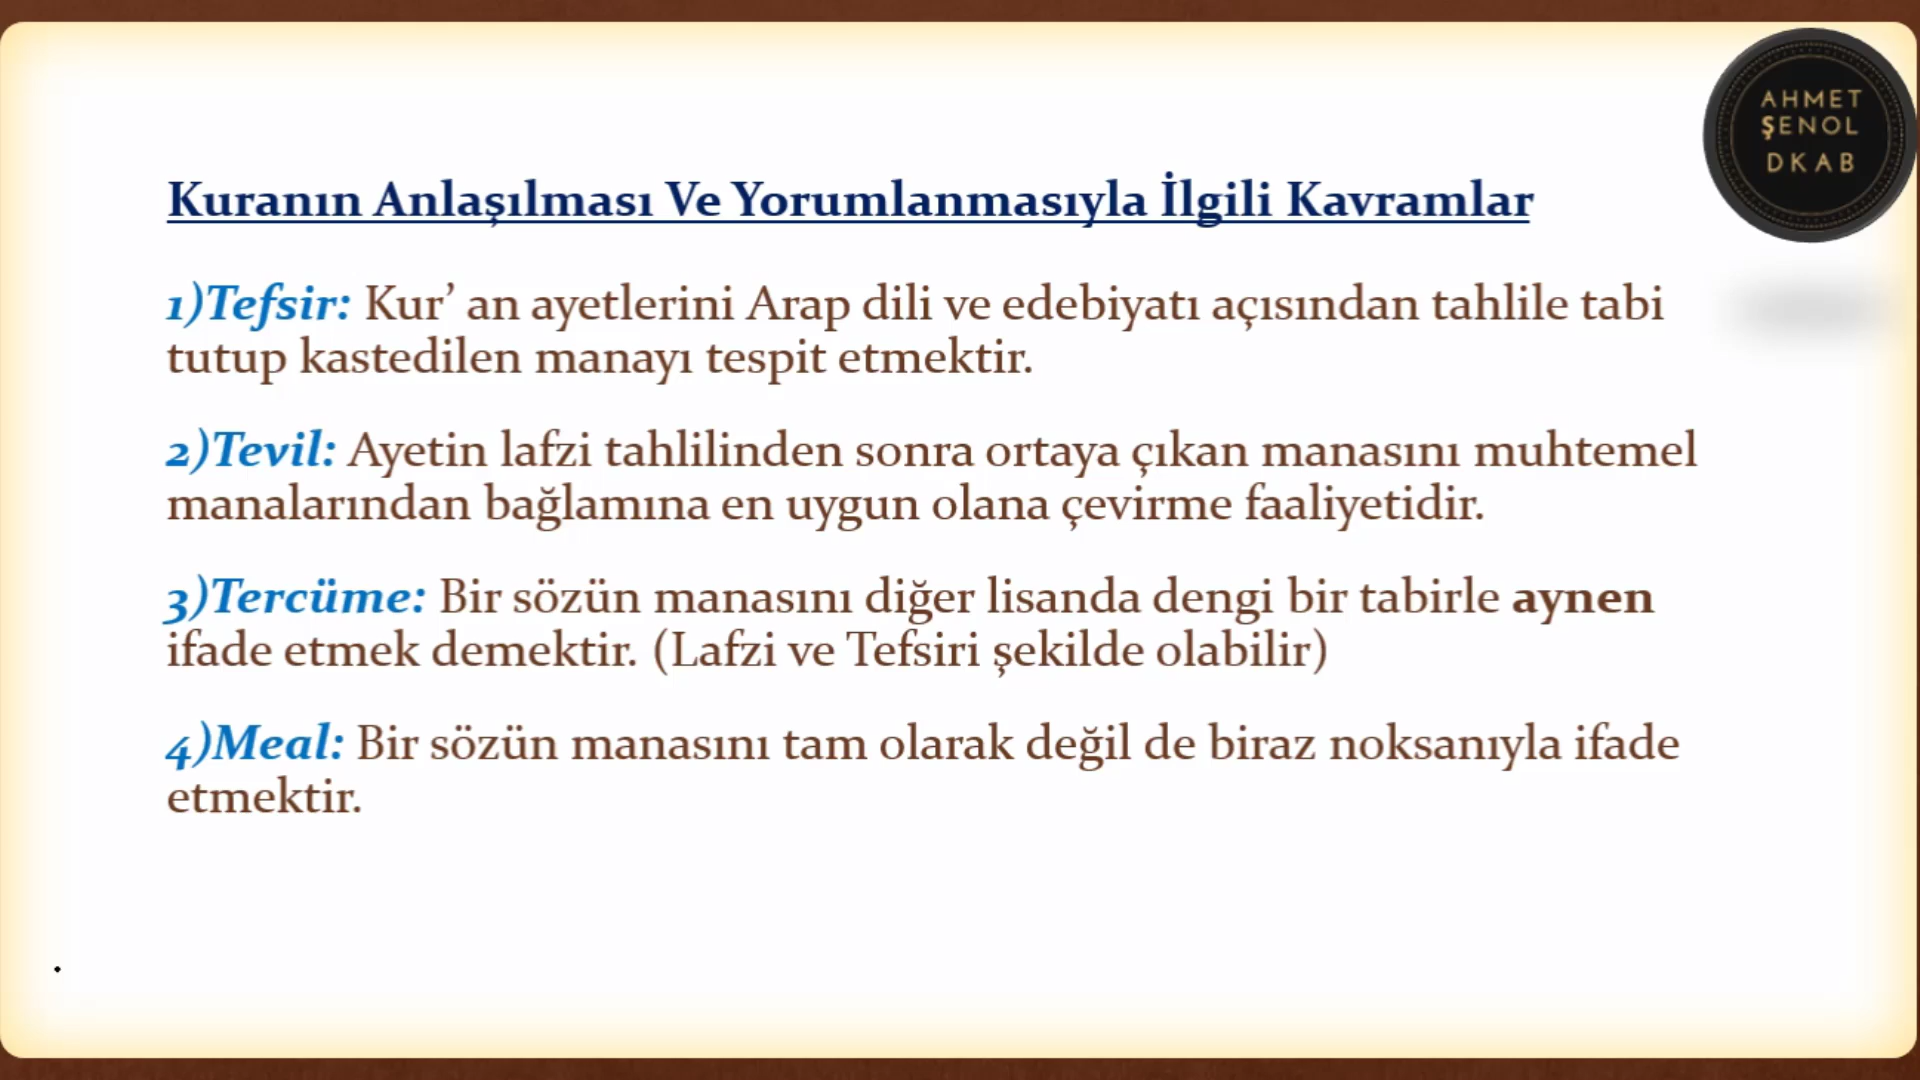 AHMET
ŞENOL
DKAB
Kuranın Anlaşılması Ve Yorumlanmasıyla İlgili Kavramlar
1)Tefsir: Kur’ an ayetlerini Arap dili ve edebiyatı açısından tahlile tabi
tutup kastedilen manayı tespit etmektir.
2)Tevil: Ayetin lafzi tahlilinden sonra ortaya çıkan manasını muhtemel
manalarından bağlamına en uygun olana çevirme faaliyetidir.
3)Tercüme: Bir sözün manasını diğer lisanda dengi bir tabirle aynen
ifade etmek demektir. (Lafzi ve Tefsiri şekilde olabilir)
4)Meal: Bir sözün manasını tam olarak değil de biraz noksanıyla ifade
etmektir.
.